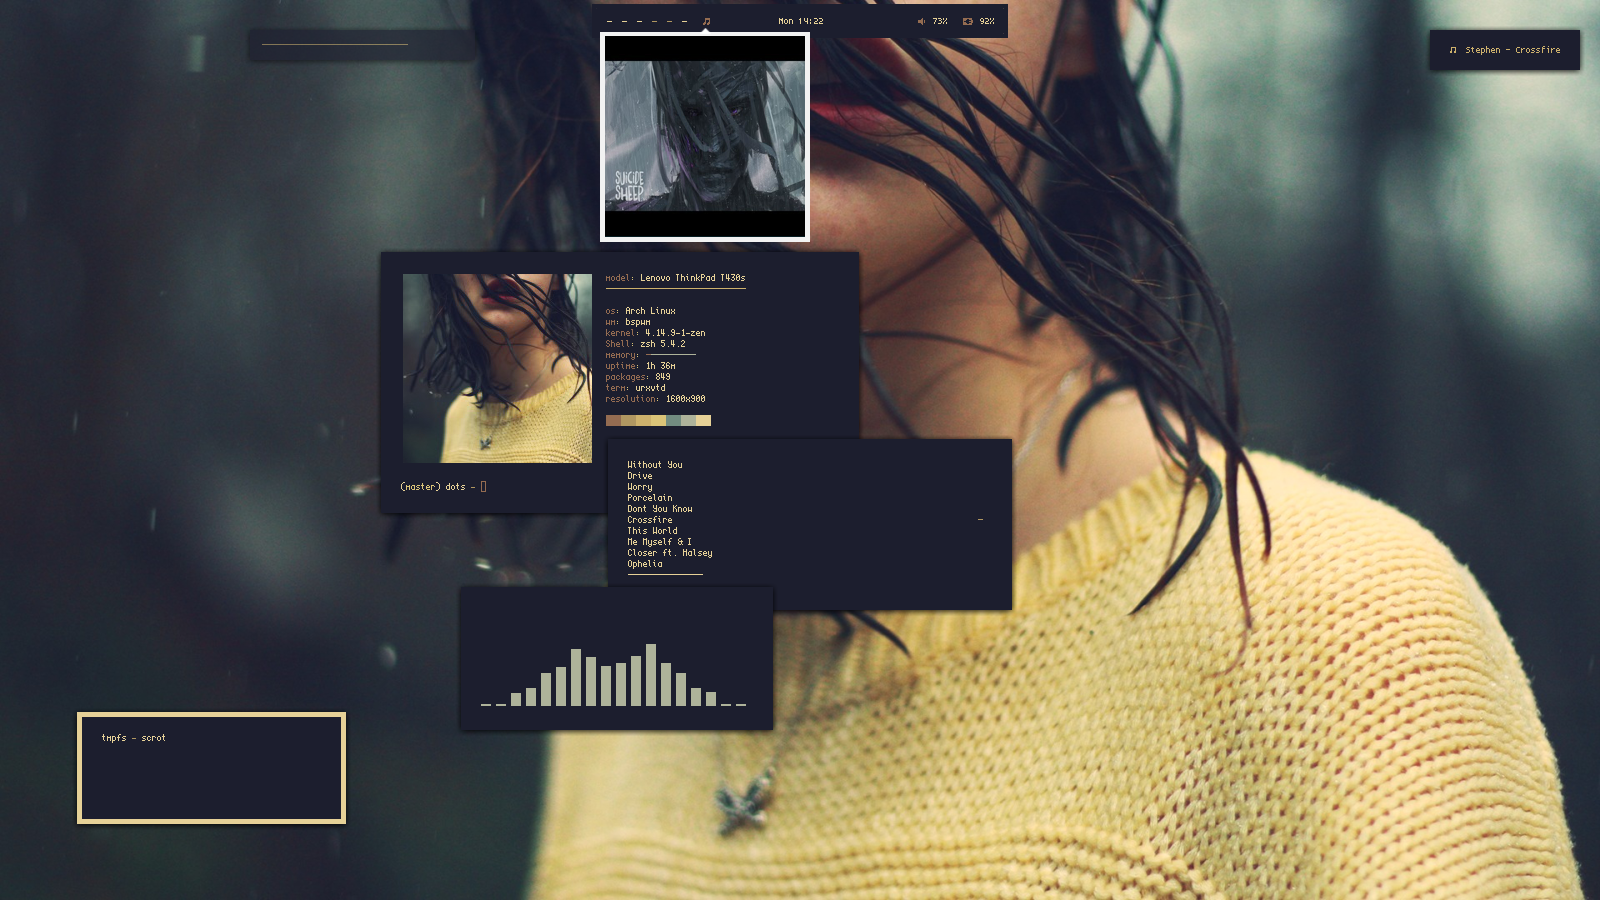 Mon 14:22
73%
92%
♫ Stephen - Crossfire
SUICIDE
SHEEP
model: Lenovo ThinkPad T430s
os: Arch Linux
wm: bspwm
kernel: 4.14.9-1-zen
Shell: zsh 5.4.2
memory:
uptime: 1h 36m
packages: 849
term: urxvtd
resolution: 1600x900
(master) dots -
Without You
Drive
Worry
Porcelain
Dont You Know
Crossfire -
This World
Me Myself & I
Closer ft. Halsey
Ophelia
tmpfs - scrot